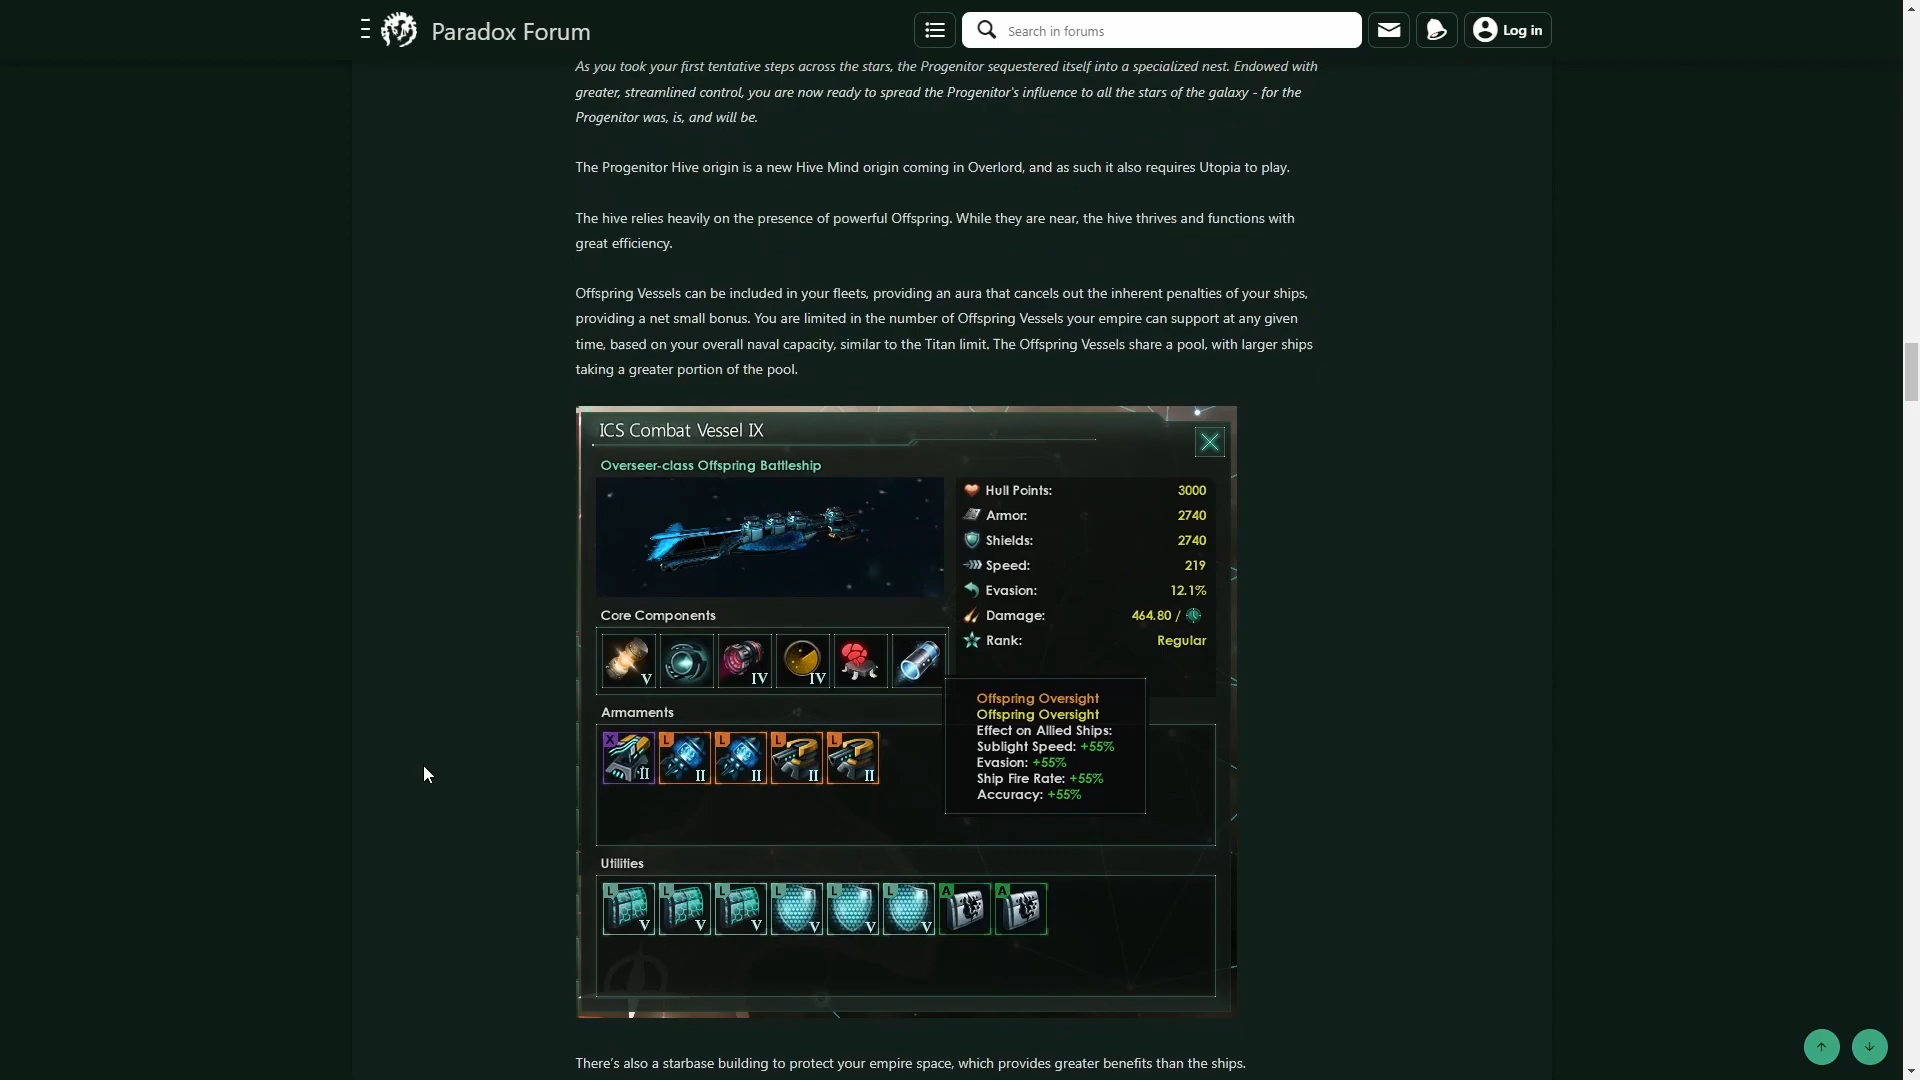 Paradox Forum
Search in forums
Log in
As you took your first tentative steps across the stars, the Progenitor sequestered itself into a specialized nest. Endowed with
greater, streamlined control, you are now ready to spread the Progenitor's influence to all the stars of the galaxy - for the
Progenitor was, is, and will be.
The Progenitor Hive origin is a new Hive Mind origin coming in Overlord, and as such it also requires Utopia to play.
The hive relies heavily on the presence of powerful Offspring. While they are near, the hive thrives and functions with
great efficiency.
Offspring Vessels can be included in your fleets, providing an aura that cancels out the inherent penalties of your ships,
providing a net small bonus. You are limited in the number of Offspring Vessels your empire can support at any given
time, based on your overall naval capacity, similar to the Titan limit. The Offspring Vessels share a pool, with larger ships
taking a greater portion of the pool.
ICS Combat Vessel IX
Overseer-class Offspring Battleship
Hull Points: 3000
Armor: 2740
Shields: 2740
Speed: 219
Evasion: 12.1%
Damage: 464.80 /
Rank: Regular
Core Components
V IV IV
Offspring Oversight
Offspring Oversight
Effect on Allied Ships:
Sublight Speed: +55%
Evasion: +55%
Ship Fire Rate: +55%
Accuracy: +55%
Armaments
X L L L L
II II II II II
Utilities
L L L L L L A A
V V V V V V
There's also a starbase building to protect your empire space, which provides greater benefits than the ships.